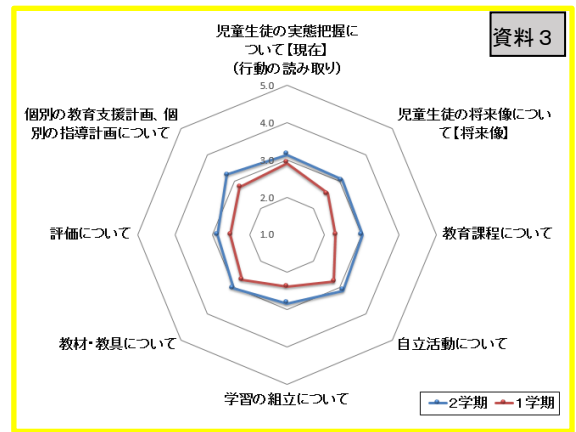 資料３
児童生徒の実態把握に
ついて【現在】
（行動の読み取り）
児童生徒の将来像につい
て【将来像】
教育課程について
自立活動について
学習の組立について
教材・教具について
評価について
個別の教育支援計画、個
別の指導計画について
5.0
4.0
3.0
2.0
1.0
2学期
1学期